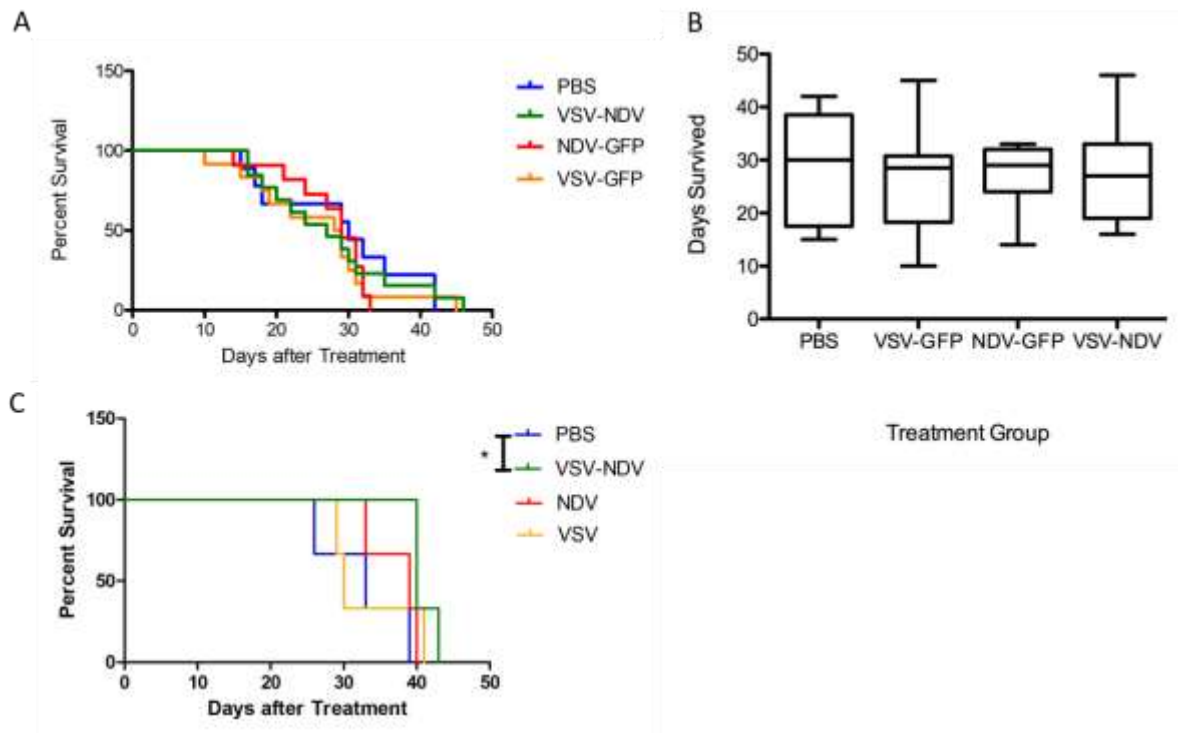 A
150
100
50
0
Percent Survival
0 10 20 30 40 50
Days after Treatment
PBS
VSV-NDV
NDV-GFP
VSV-GFP
B
50
40
30
20
10
0
Days Survived
PBS VSV-GFP NDV-GFP VSV-NDV
Treatment Group
C
150
100
50
0
Percent Survival
0 10 20 30 40 50
Days after Treatment
*
PBS
VSV-NDV
NDV
VSV